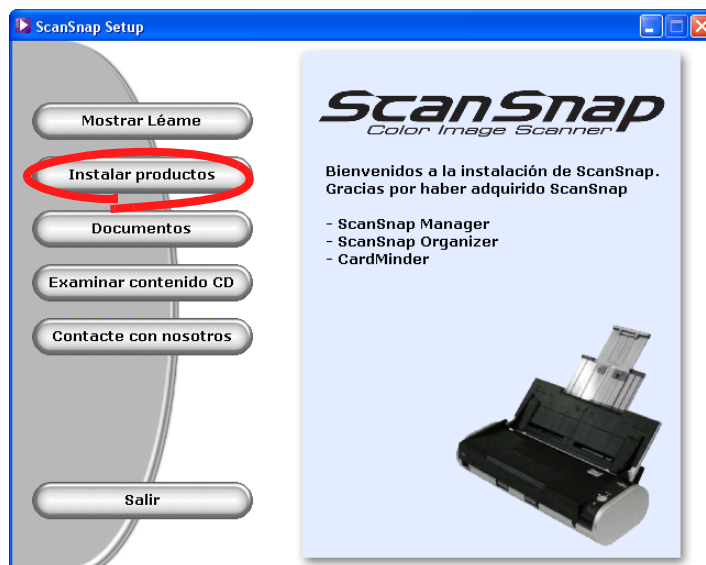 ScanSnap Setup
Mostrar Léame
Instalar productos
Documentos
Examinar contenido CD
Contacte con nosotros
Salir
ScanSnap
Color Image Scanner
Bienvenidos a la instalación de ScanSnap.
Gracias por haber adquirido ScanSnap
- ScanSnap Manager
- ScanSnap Organizer
- CardMinder